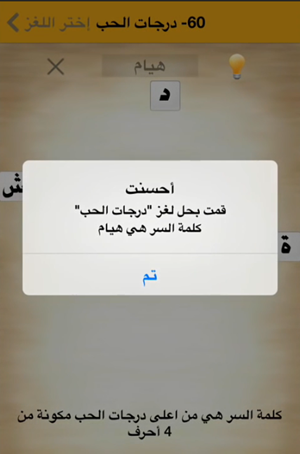 60- درجات الحب
إختر اللغز
هيام
د
ش
ة
أحسنت
قمت بحل لغز "درجات الحب"
كلمة السر هي هيام
تم
كلمة السر هي من اعلى درجات الحب مكونة من
4 أحرف